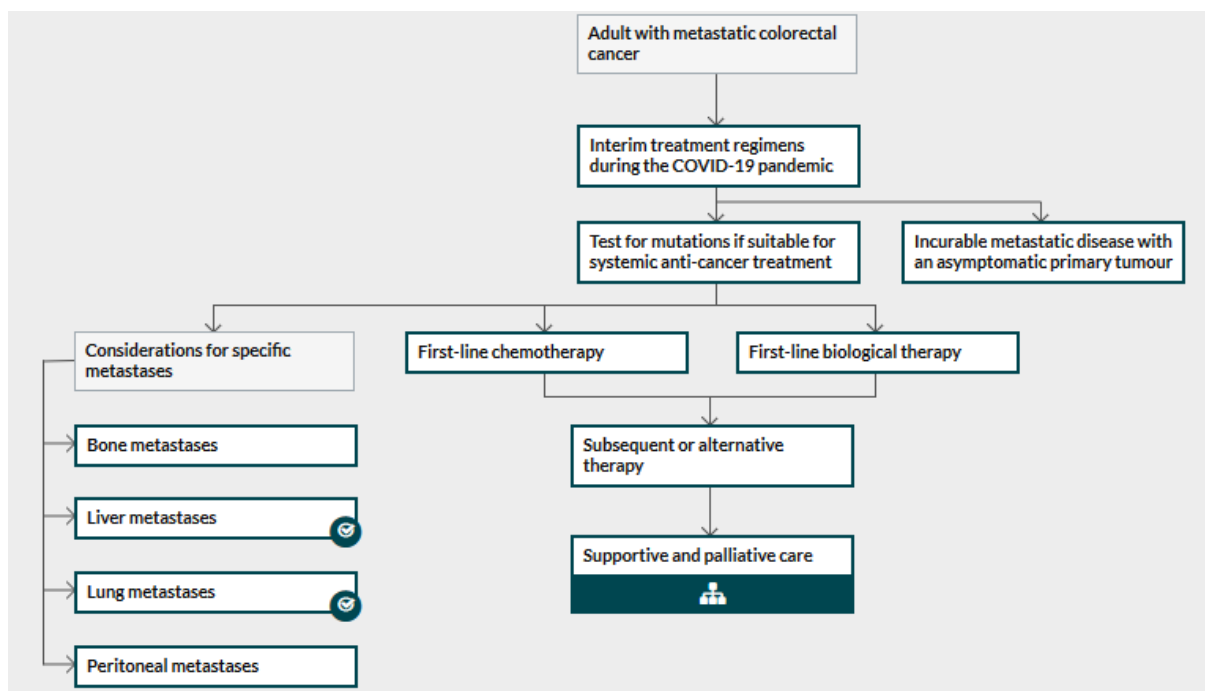 Adult with metastatic colorectal
cancer
Interim treatment regimens
during the COVID-19 pandemic
Test for mutations if suitable for
systemic anti-cancer treatment
Incurable metastatic disease with
an asymptomatic primary tumour
Considerations for specific
metastases
First-line chemotherapy
First-line biological therapy
Bone metastases
Liver metastases
Lung metastases
Peritoneal metastases
Subsequent or alternative
therapy
Supportive and palliative care